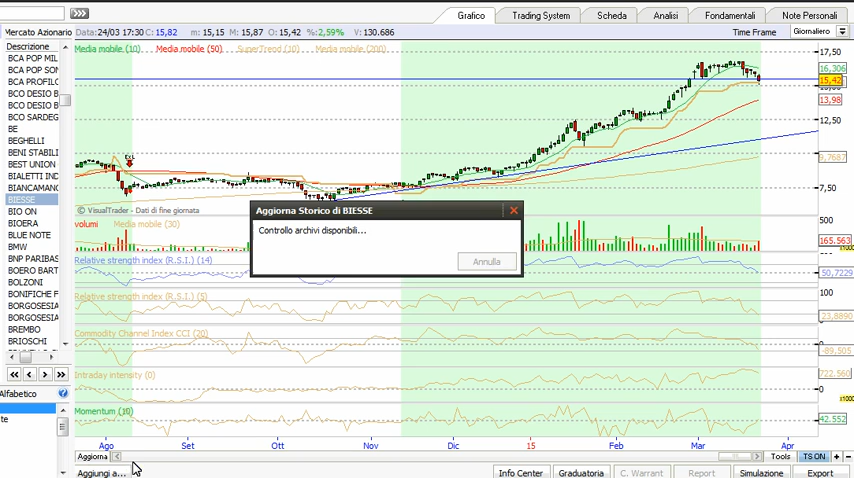 Grafico
Trading System
Scheda
Analisi
Fondamentali
Note Personali
Mercato Azionario
Data:24/03 17:30 C: 15,82 m: 15,15 M: 15,87 O: 15,42 %:2,59% V: 130.686
Time Frame
Giornaliero
Descrizione
BCA POP MIL
BCA POP SON
BCA PROFILO
BCO DESIO B
BCO DESIO B
BCO SARDEG
BE
BEGHELLI
BENI STABILI
BEST UNION
BIALETTI IND
BIANCAMANO
BIESSE
BIO ON
BIOERA
BLUE NOTE
BMW
BNP PARIBAS
BOERO BART
BOLZONI
BONIFICHE F
BORGOSESIA
BORGOSESIA
BREMBO
BRIOSCHI
Media mobile (10)
Media mobile (50)
SuperTrend (10)
Media mobile (200)
17,50
16,306
15,42
15,00
13,98
12,50
9,7687
7,50
© VisualTrader - Dati di fine giornata
Aggiorna Storico di BIESSE
Controllo archivi disponibili...
Annulla
volumi
Media mobile (30)
500
165.563
x1000
Relative strength index (R.S.I.) (14)
50,7229
Relative strength index (R.S.I.) (5)
100
23,8890
Commodity Channel Index CCI (20)
0
-89,505
Intraday intensity (0)
722.560
0
x1000
Momentum (10)
42.552
Ago
Set
Ott
Nov
Dic
15
Feb
Mar
Apr
Alfabetico
te
Aggiorna
Tools
TS ON
Aggiungi a...
Info Center
Graduatoria
C. Warrant
Report
Simulazione
Export